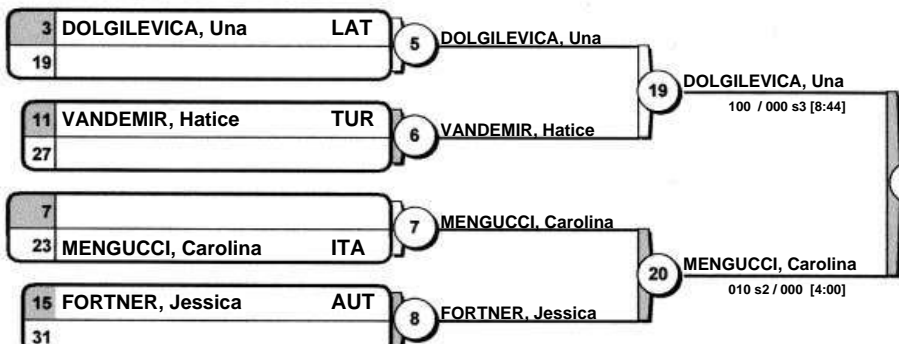 3 DOLGILEVICA, Una LAT
19
5 DOLGILEVICA, Una
11 VANDEMIR, Hatice TUR
27
6 VANDEMIR, Hatice
19 DOLGILEVICA, Una
100 / 000 s3 [8:44]
7
23 MENGUCCI, Carolina ITA
7 MENGUCCI, Carolina
15 FORTNER, Jessica AUT
31
8 FORTNER, Jessica
20 MENGUCCI, Carolina
010 s2 / 000 [4:00]